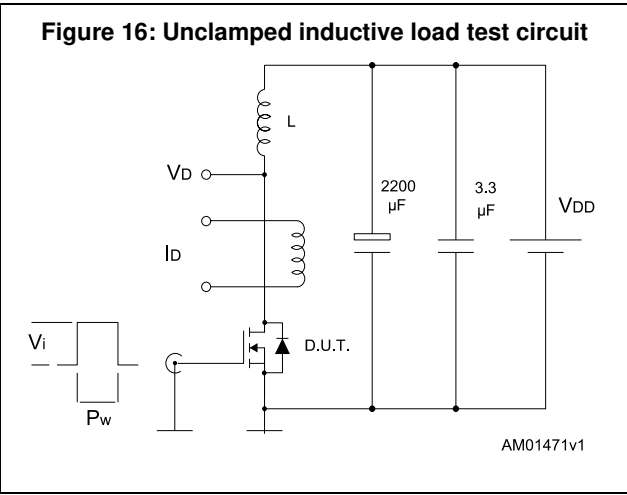 Figure 16: Unclamped inductive load test circuit
L
VD
2200
µF
3.3
µF
VDD
ID
Vi
D.U.T.
Pw
AM01471v1